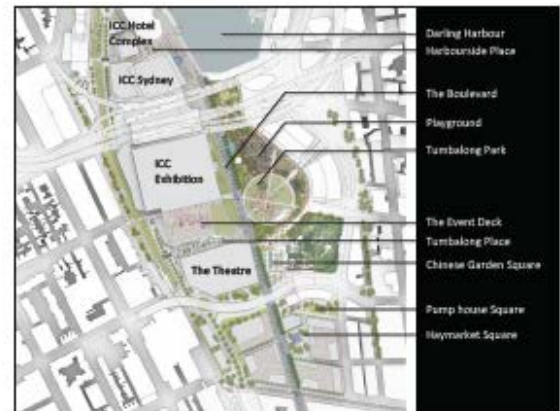 ICC Hotel
Complex
ICC Sydney
ICC
Exhibition
The Theatre
Darling Harbour
Harbourside Place
The Boulevard
Playground
Tumbalong Park
The Event Deck
Tumbalong Place
Chinese Garden Square
Pump house Square
Haymarket Square